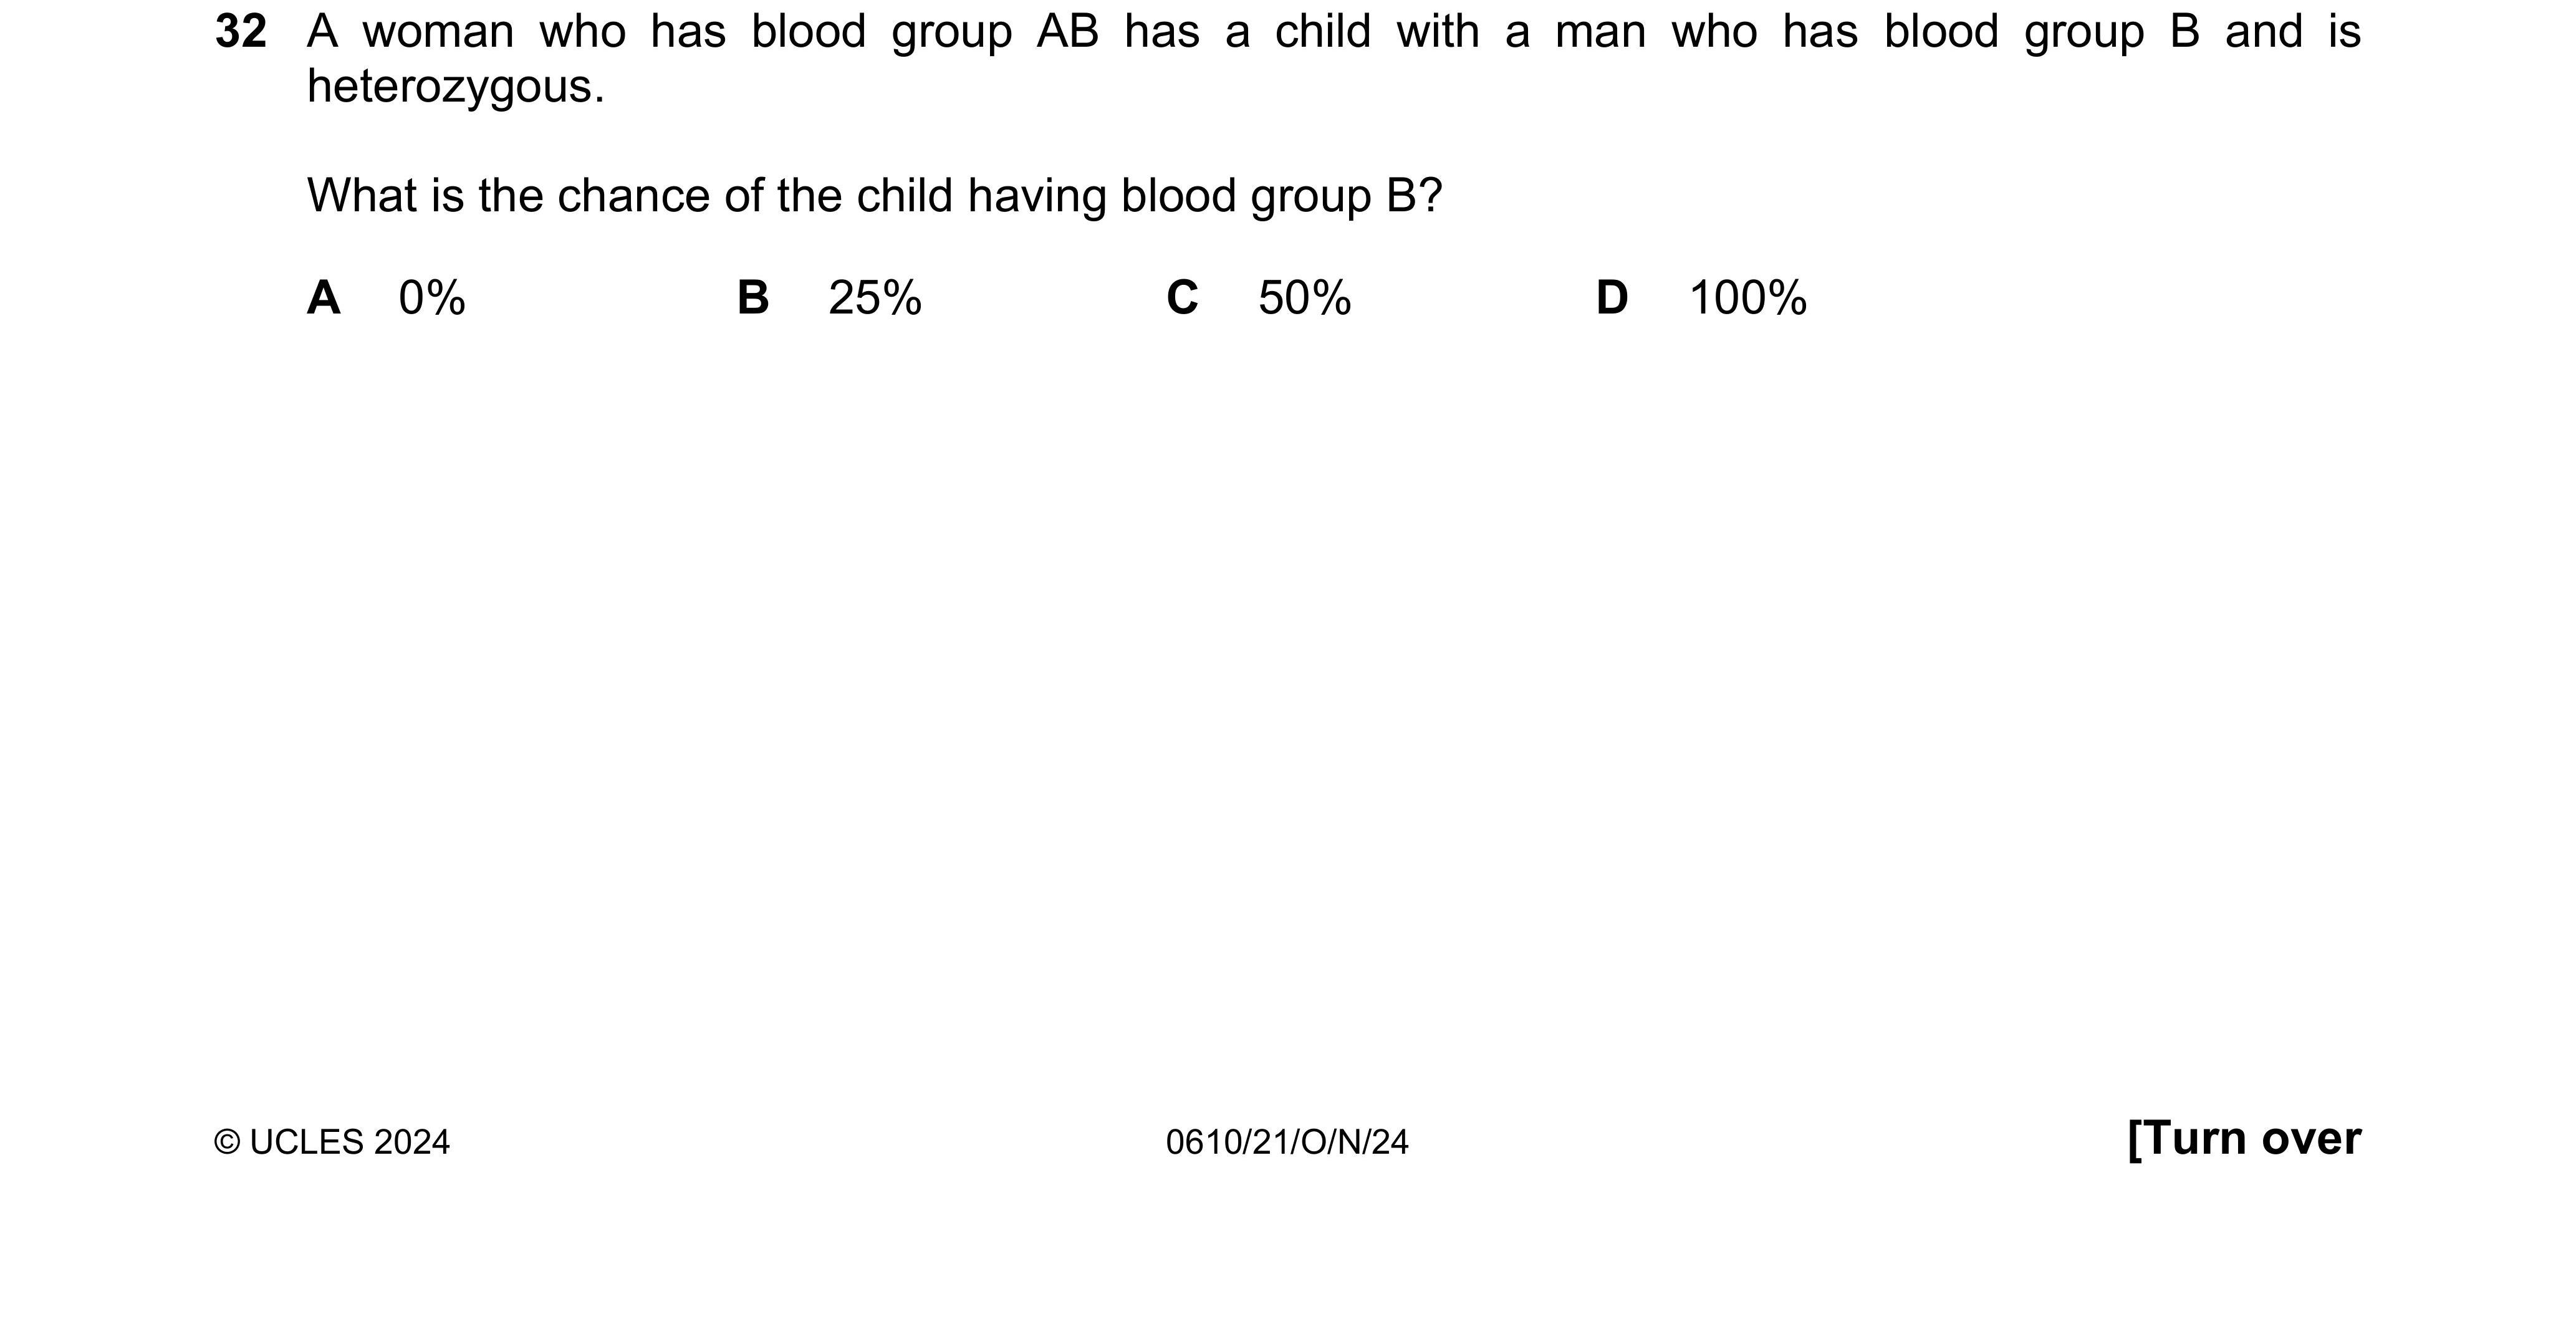 32 A woman who has blood group AB has a child with a man who has blood group B and is
heterozygous.
What is the chance of the child having blood group B?
A 0% B 25% C 50% D 100%
© UCLES 2024 0610/21/O/N/24 [Turn over